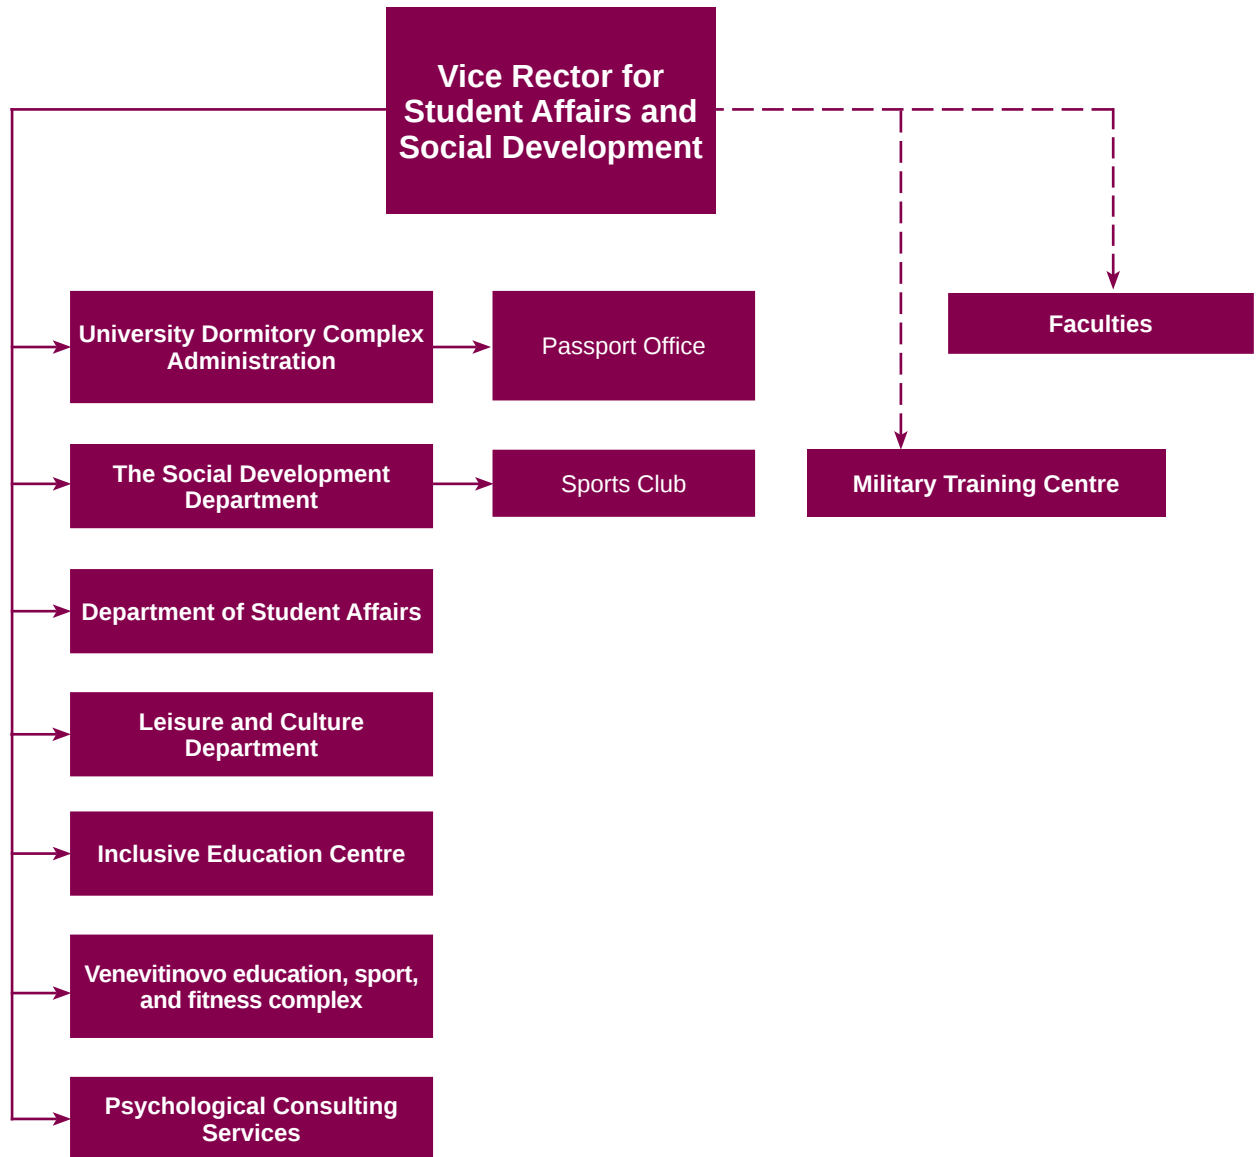 Vice Rector for
Student Affairs and
Social Development
University Dormitory Complex
Administration
Passport Office
Faculties
The Social Development
Department
Sports Club
Military Training Centre
Department of Student Affairs
Leisure and Culture
Department
Inclusive Education Centre
Venevitinovo education, sport,
and fitness complex
Psychological Consulting
Services